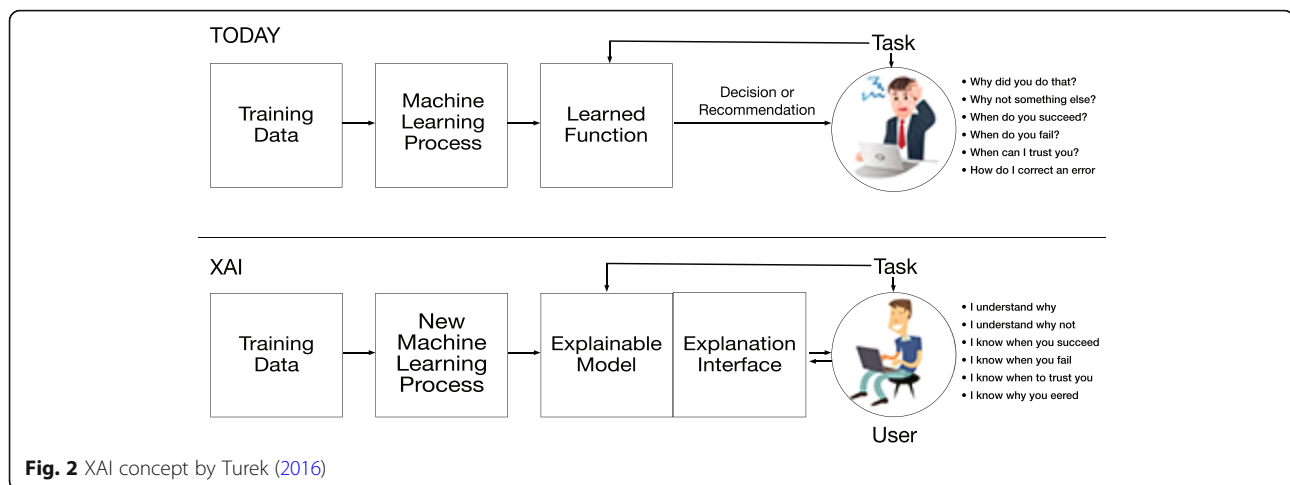 TODAY
Task
Training
Data
Machine
Learning
Process
Learned
Function
Decision or
Recommendation
• Why did you do that?
• Why not something else?
• When do you succeed?
• When do you fail?
• When can I trust you?
• How do I correct an error
XAI
Task
Training
Data
New
Machine
Learning
Process
Explainable
Model
Explanation
Interface
• I understand why
• I understand why not
• I know when you succeed
• I know when you fail
• I know when to trust you
• I know why you eered
User
Fig. 2 XAI concept by Turek (2016)